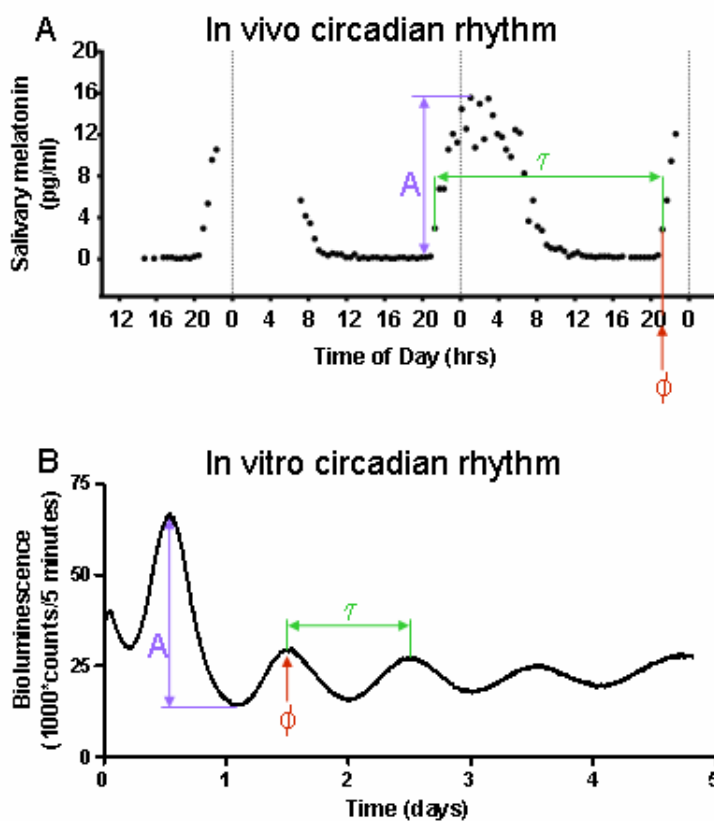 A In vivo circadian rhythm
20
16
12
8
4
0
Salivary melatonin
(pg/ml)
A
τ
12 16 20 0 4 8 12 16 20 0 4 8 12 16 20 0
Time of Day (hrs)
ϕ
B In vitro circadian rhythm
75
50
25
0
Bioluminescence
(1000*counts/5 minutes)
A
τ
ϕ
0 1 2 3 4 5
Time (days)